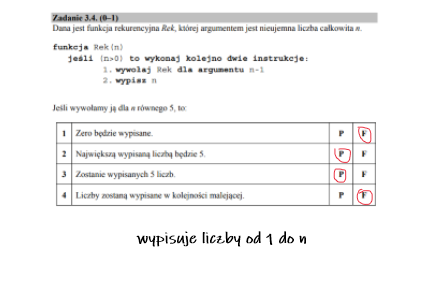 Zadanie 3.4. (0–1)
Dana jest funkcja rekurencyjna Rek, której argumentem jest nieujemna liczba całkowita n.
funkcja Rek(n)
jeśli (n>0) to wykonaj kolejno dwie instrukcje:
1. wywołaj Rek dla argumentu n-1
2. wypisz n
Jeśli wywołamy ją dla n równego 5, to:
1 Zero będzie wypisane. P F
2 Największą wypisaną liczbą będzie 5. P F
3 Zostanie wypisanych 5 liczb. P F
4 Liczby zostaną wypisane w kolejności malejącej. P F
wypisuje liczby od 1 do n